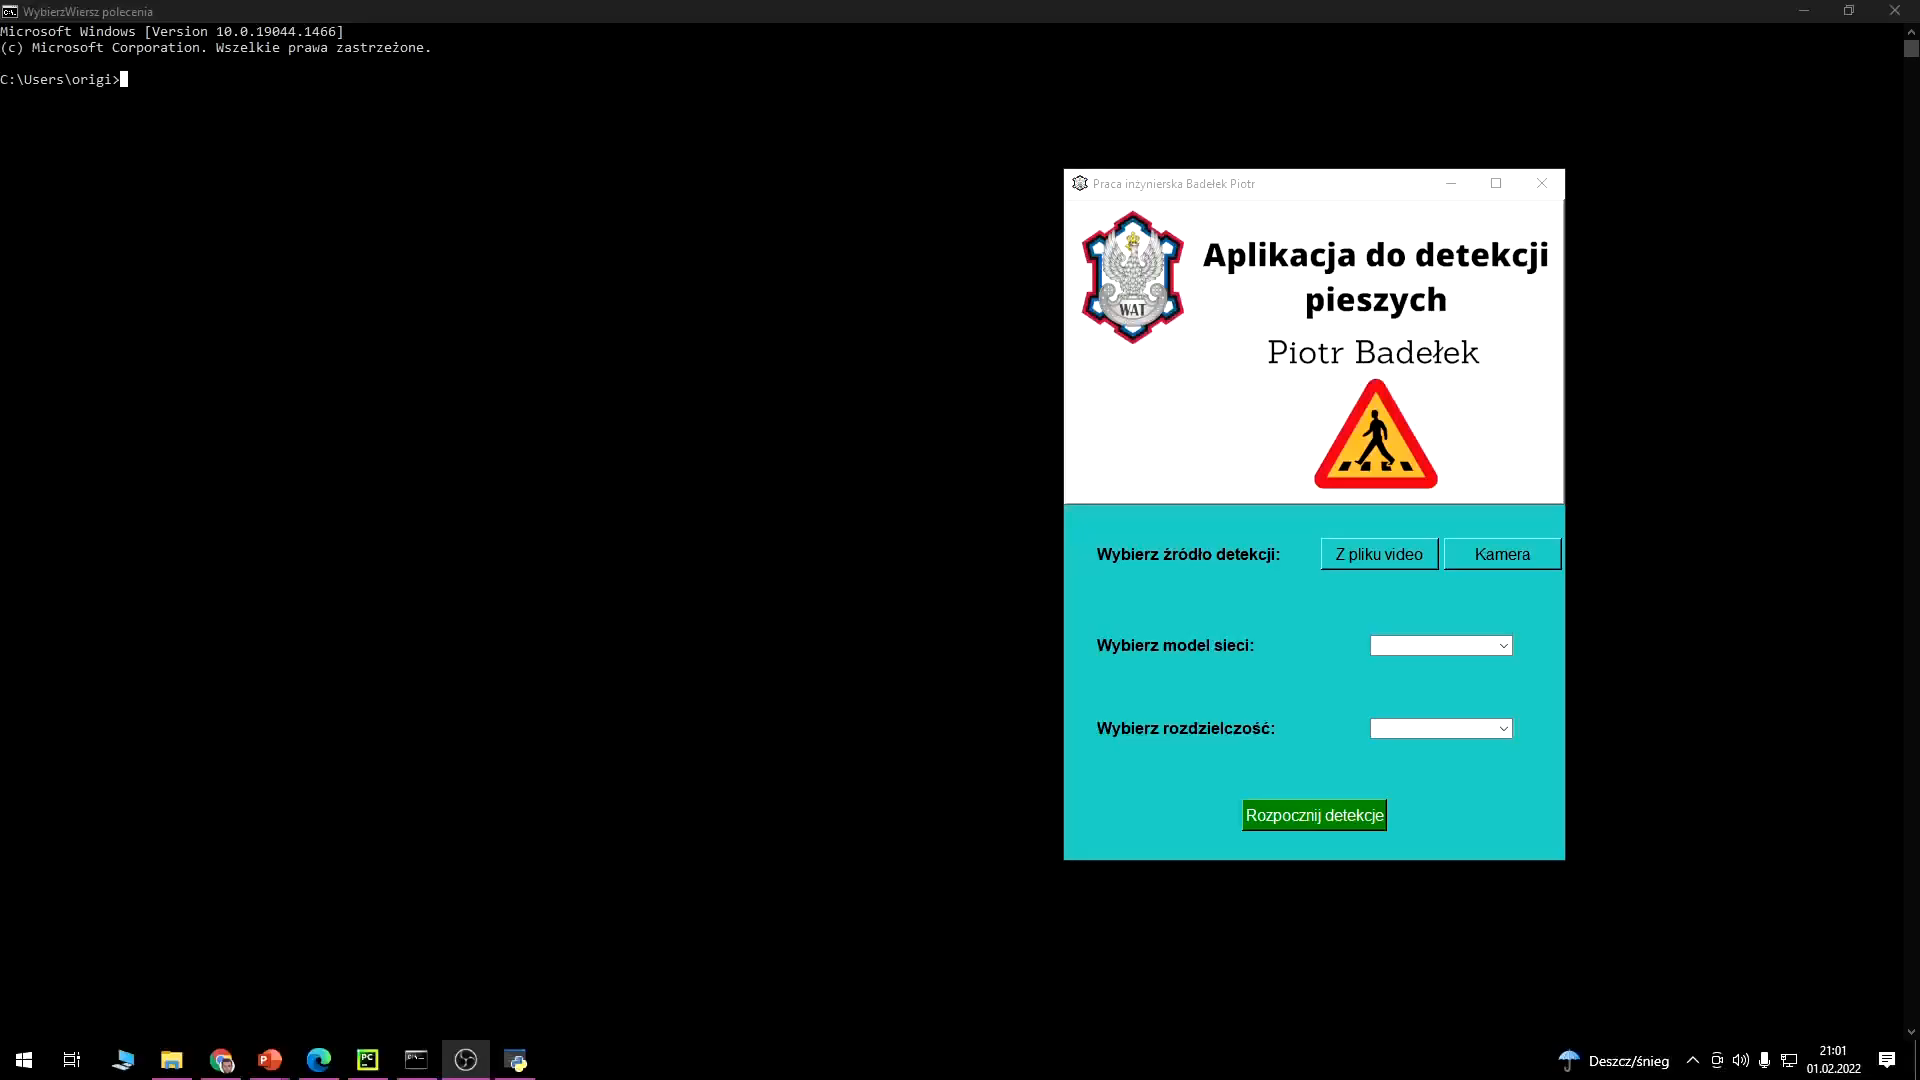 WybierzWiersz polecenia
Microsoft Windows [Version 10.0.19044.1466]
(c) Microsoft Corporation. Wszelkie prawa zastrzeżone.
C:\Users\origi>
Praca inżynierska Badełek Piotr
WAT
Aplikacja do detekcji
pieszych
Piotr Badełek
Wybierz źródło detekcji:
Z pliku video
Kamera
Wybierz model sieci:
Wybierz rozdzielczość:
Rozpocznij detekcje
Deszcz/śnieg
21:01
01.02.2022